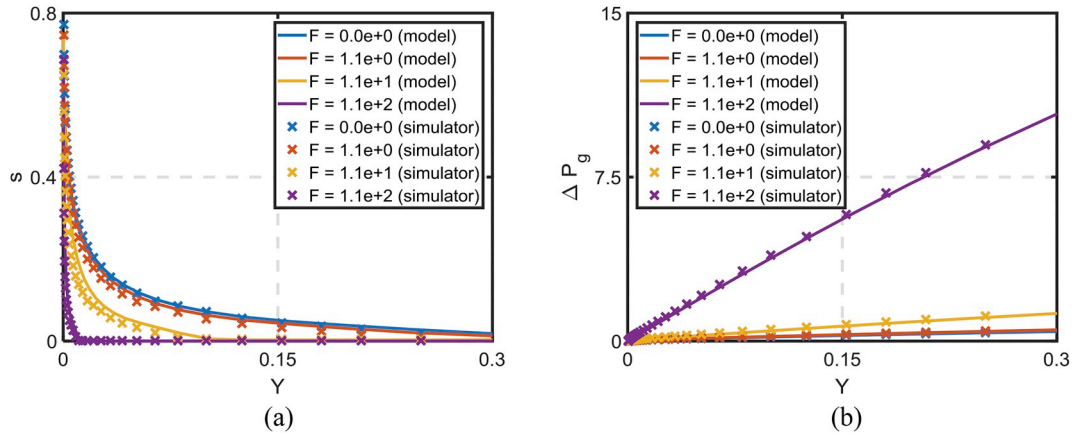 0.8
F = 0.0e+0 (model)
F = 1.1e+0 (model)
F = 1.1e+1 (model)
F = 1.1e+2 (model)
F = 0.0e+0 (simulator)
F = 1.1e+0 (simulator)
F = 1.1e+1 (simulator)
F = 1.1e+2 (simulator)
s
0.4
0
0 0.15 0.3
Y
(a)
15
F = 0.0e+0 (model)
F = 1.1e+0 (model)
F = 1.1e+1 (model)
F = 1.1e+2 (model)
F = 0.0e+0 (simulator)
F = 1.1e+0 (simulator)
F = 1.1e+1 (simulator)
F = 1.1e+2 (simulator)
Δ Pg
7.5
0
0 0.15 0.3
Y
(b)